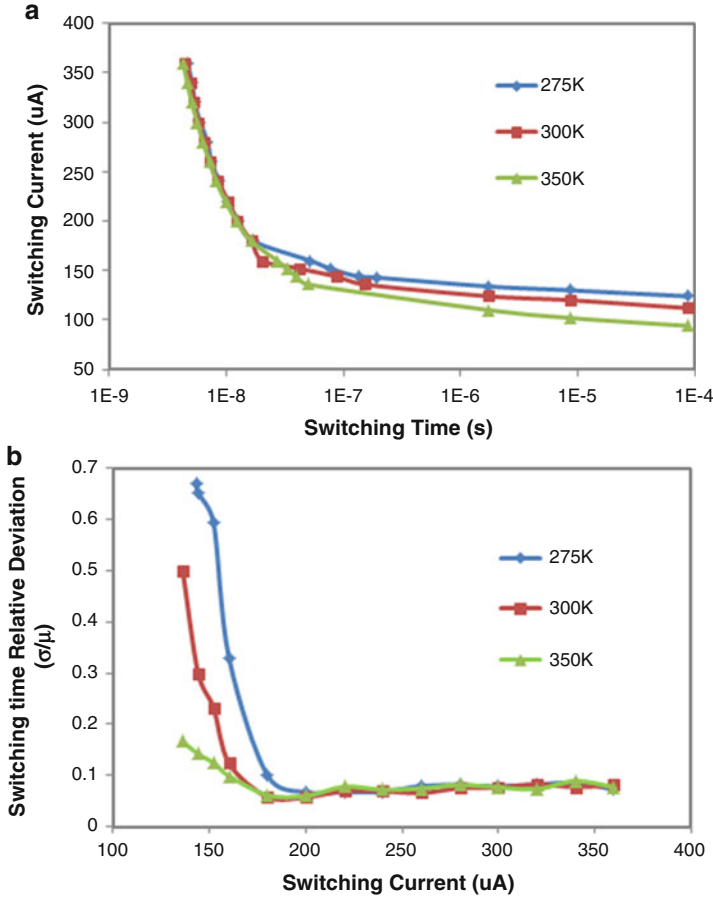 a
400
350
300
250
200
150
100
50
Switching Current (uA)
275K
300K
350K
1E-9
1E-8
1E-7
1E-6
1E-5
1E-4
Switching Time (s)
b
0.7
0.6
0.5
0.4
0.3
0.2
0.1
0
Switching time Relative Deviation
(σ/μ)
275K
300K
350K
100
150
200
250
300
350
400
Switching Current (uA)